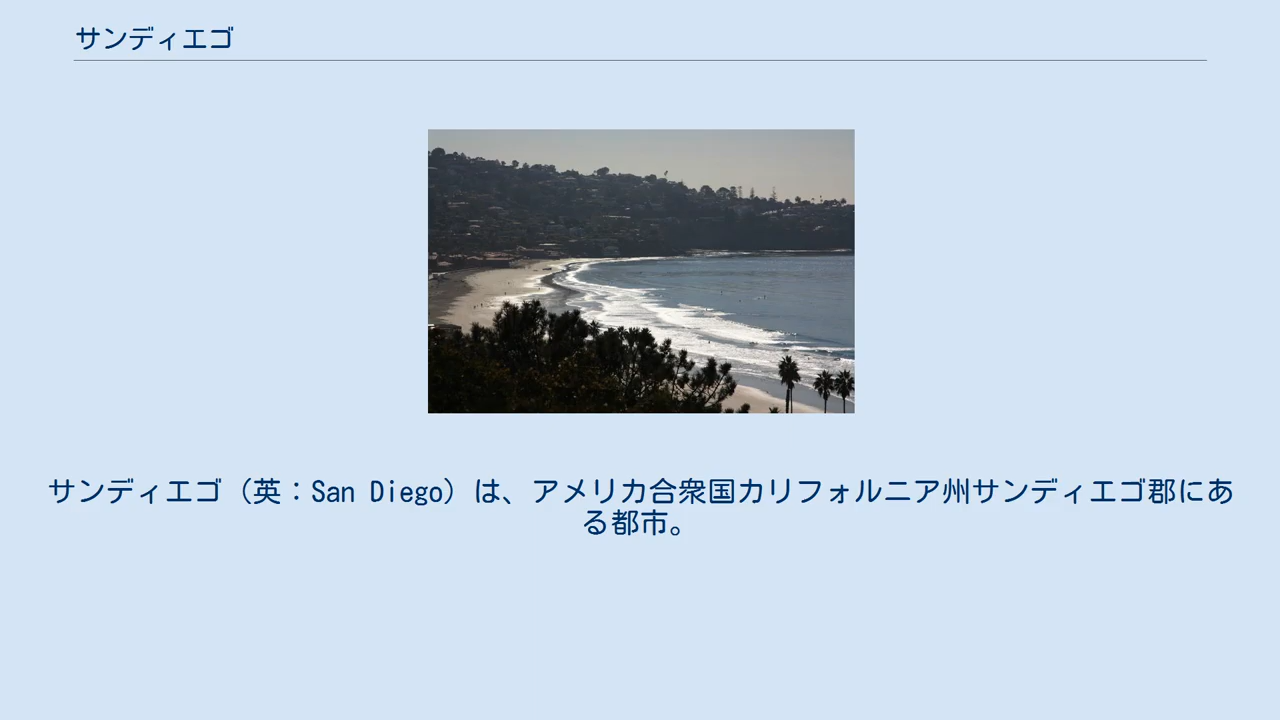 サンディエゴ
サンディエゴ（英：San Diego）は、アメリカ合衆国カリフォルニア州サンディエゴ郡にあ
る都市。